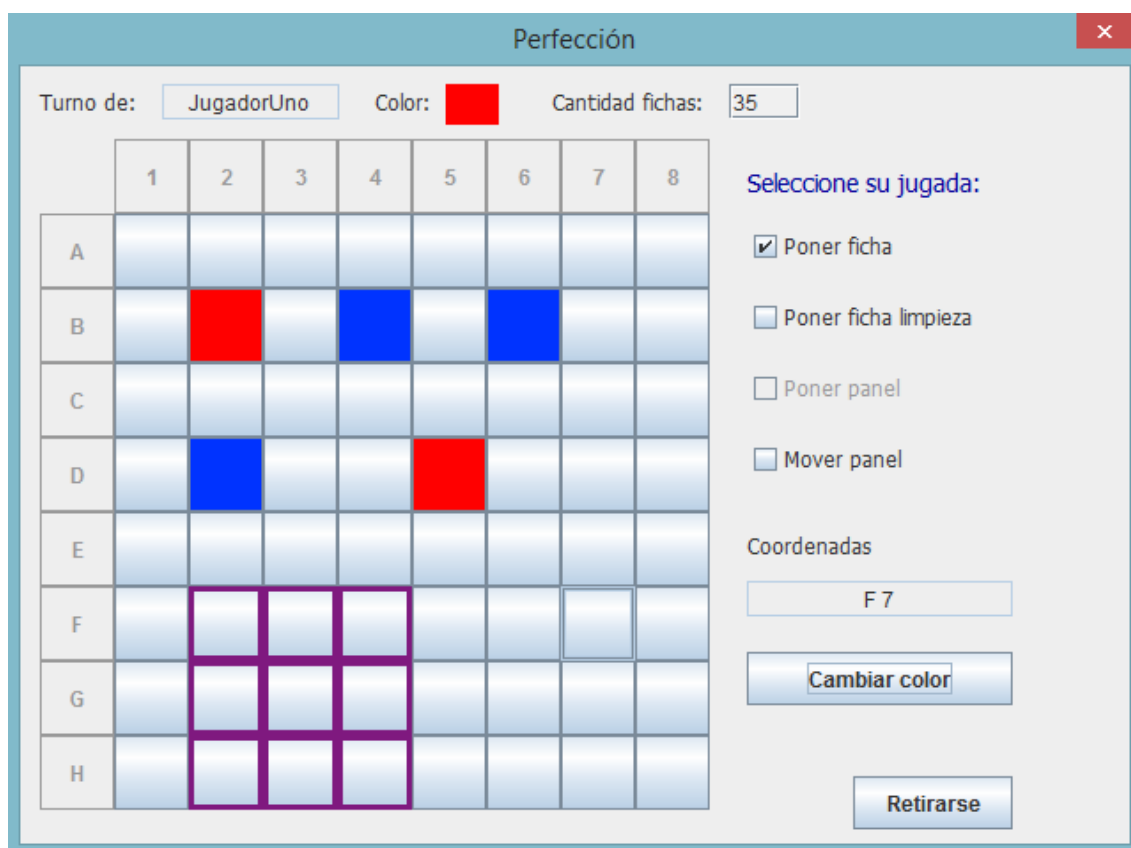 Perfección
Turno de: JugadorUno Color: Cantidad fichas: 35
1 2 3 4 5 6 7 8
Seleccione su jugada:
A
Poner ficha
B
Poner ficha limpieza
C
Poner panel
D
Mover panel
E
Coordenadas
F
F 7
G
Cambiar color
H
Retirarse